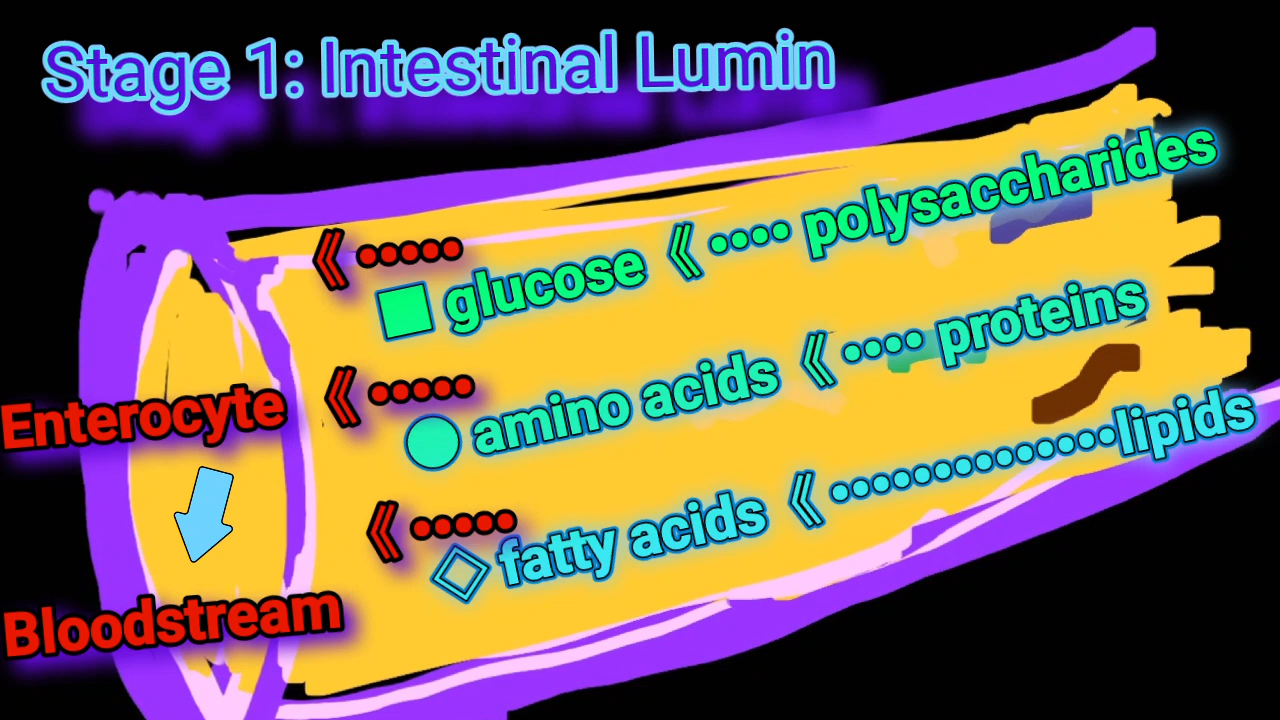 Stage 1: Intestinal Lumin
《 •••••
■ glucose 《 •••• polysaccharides
《 •••••
● amino acids 《 •••• proteins
Enterocyte
《 •••••
◇ fatty acids 《 ••••••••••••••lipids
Bloodstream